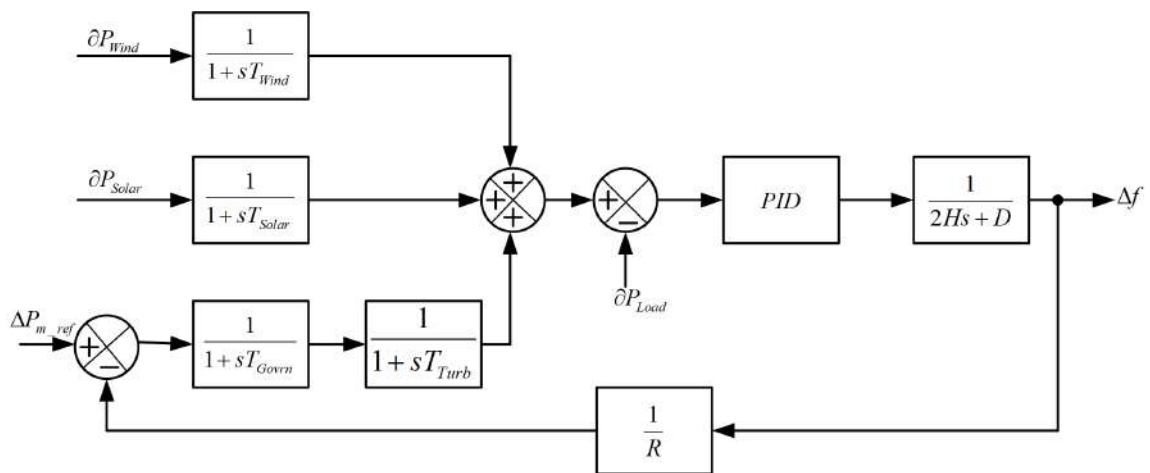 ∂P_Wind
1
1 + sT_Wind
∂P_Solar
1
1 + sT_Solar
+
+ +
+
+
−
PID
1
2Hs + D
Δf
∂P_Load
ΔP_m_ref
+
−
1
1 + sT_Govrn
1
1 + sT_Turb
1
R